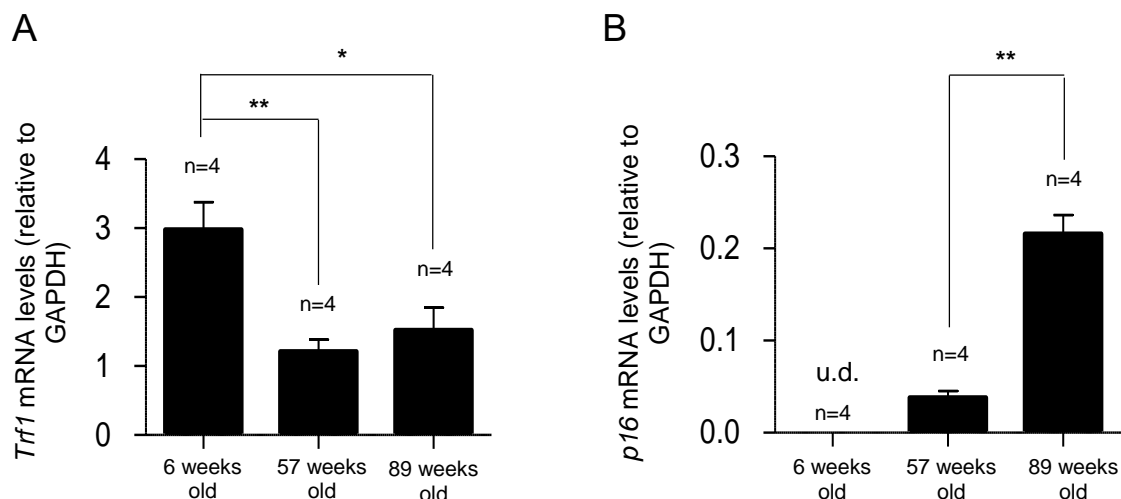 A
*
**
Trf1 mRNA levels (relative to
GAPDH)
4
3
2
1
0
n=4
n=4
n=4
6 weeks
old
57 weeks
old
89 weeks
old
B
**
p16 mRNA levels (relative to
GAPDH)
0.3
0.2
0.1
0.0
u.d.
n=4
n=4
n=4
6 weeks
old
57 weeks
old
89 weeks
old